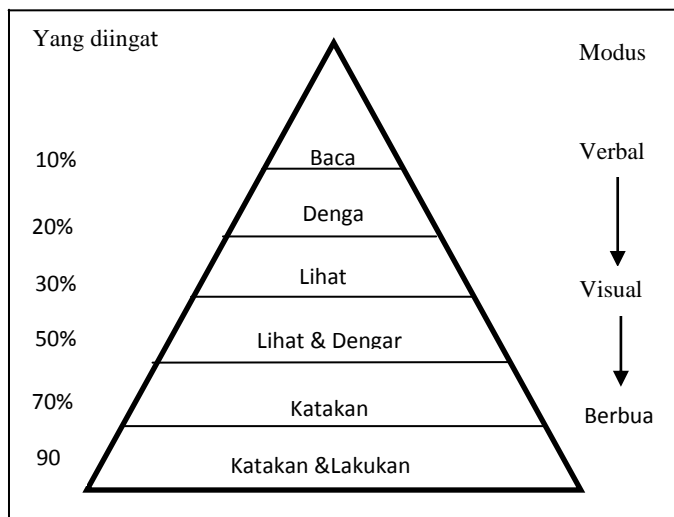 Yang diingat
Modus
10% Baca Verbal
20% Denga
30% Lihat Visual
50% Lihat & Dengar
70% Katakan Berbua
90 Katakan &Lakukan